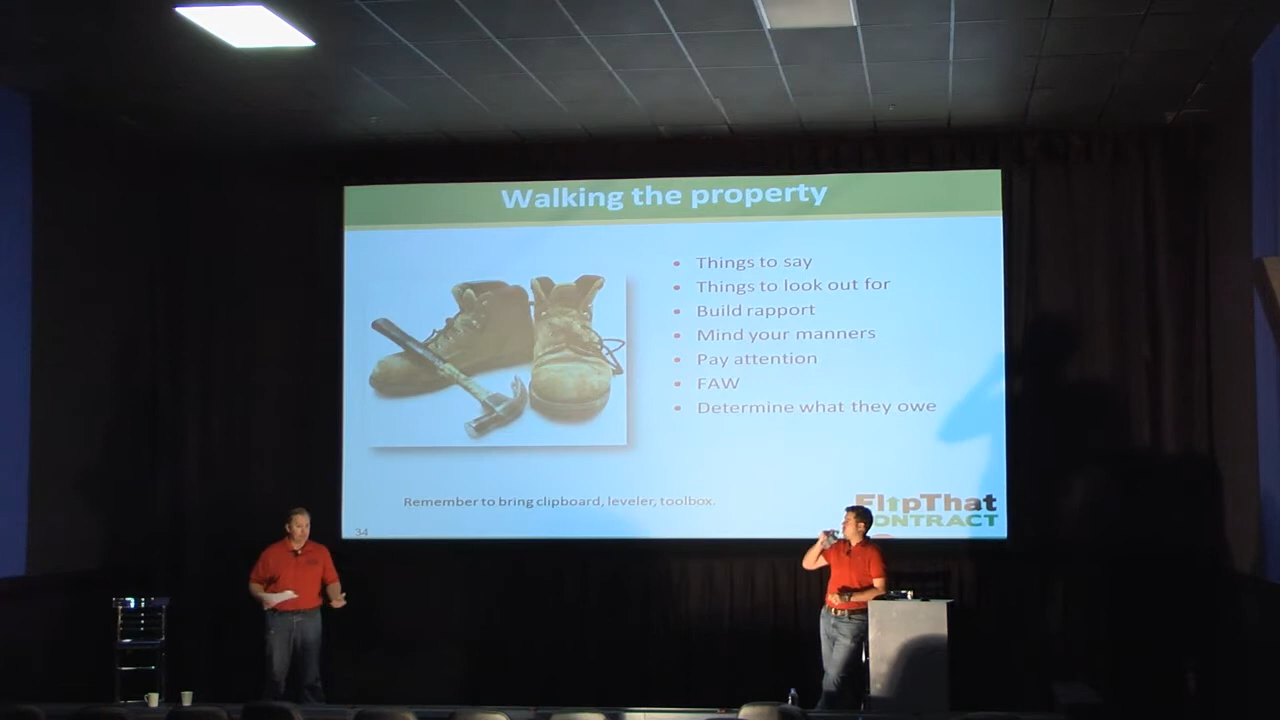 Walking the property
• Things to say
• Things to look out for
• Build rapport
• Mind your manners
• Pay attention
• FAW
• Determine what they owe
Remember to bring clipboard, leveler, toolbox.
34
FlipThat
ONTRACT